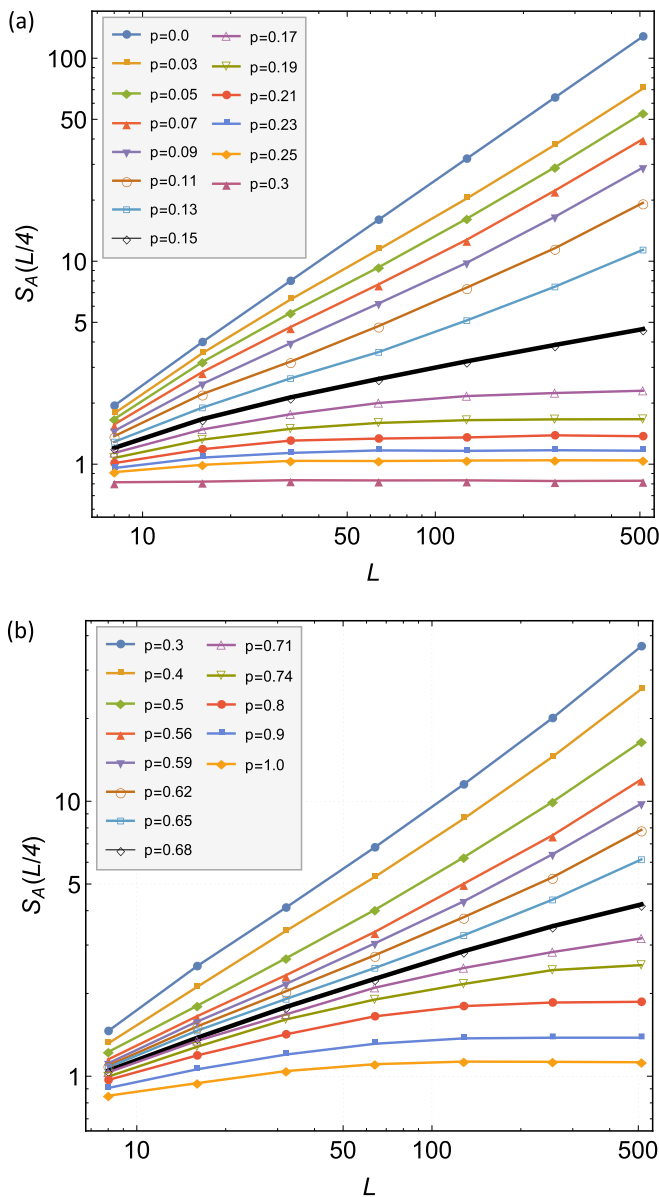 (a)
p=0.0 p=0.17
p=0.03 p=0.19
p=0.05 p=0.21
p=0.07 p=0.23
p=0.09 p=0.25
p=0.11 p=0.3
p=0.13
p=0.15
100
50
10
5
1
S_A(L/4)
10 50 100 500
L
(b)
p=0.3 p=0.71
p=0.4 p=0.74
p=0.5 p=0.8
p=0.56 p=0.9
p=0.59 p=1.0
p=0.62
p=0.65
p=0.68
10
5
1
S_A(L/4)
10 50 100 500
L